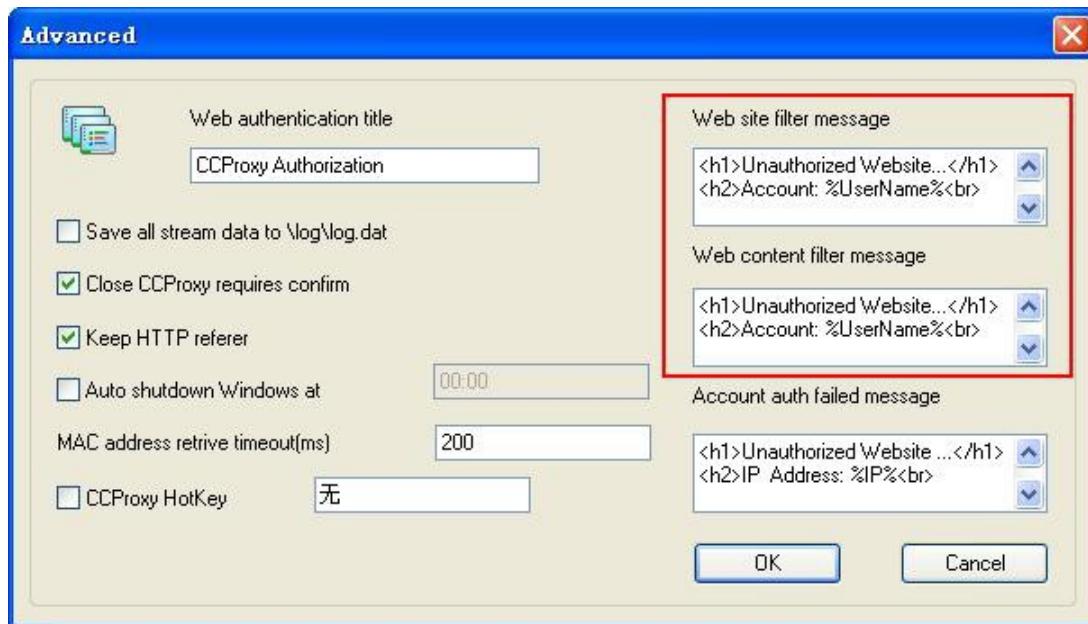 Advanced
Web authentication title
CCProxy Authorization
Save all stream data to \log\log.dat
Close CCProxy requires confirm
Keep HTTP referer
Auto shutdown Windows at
00:00
MAC address retrive timeout(ms)
200
CCProxy HotKey
无
Web site filter message
<h1>Unauthorized Website...</h1>
<h2>Account: %UserName%<br>
Web content filter message
<h1>Unauthorized Website...</h1>
<h2>Account: %UserName%<br>
Account auth failed message
<h1>Unauthorized Website ...</h1>
<h2>IP Address: %IP%<br>
OK
Cancel